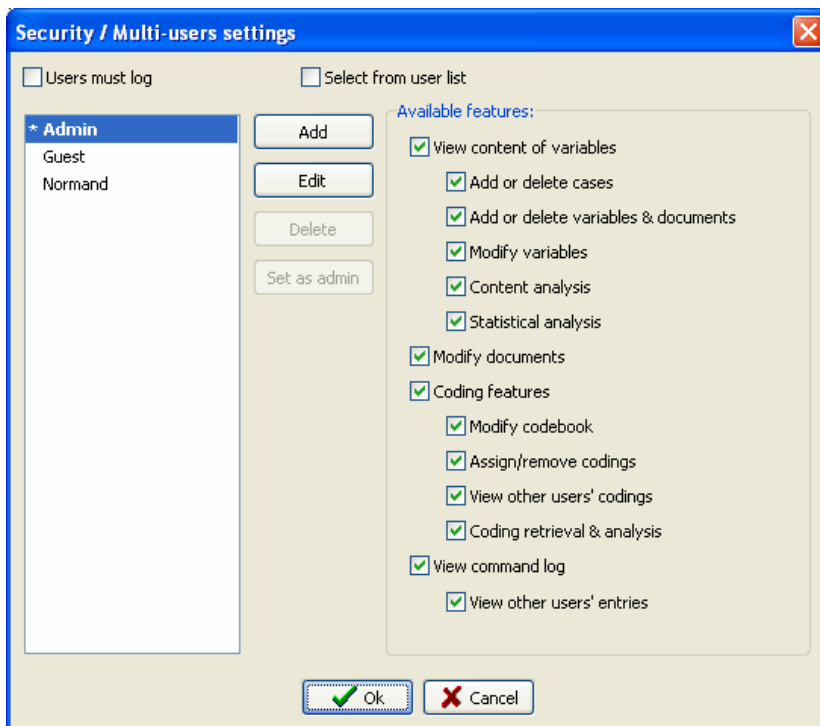 Security / Multi-users settings
Users must log
Select from user list
* Admin
Guest
Normand
Add
Edit
Delete
Set as admin
Available features:
View content of variables
Add or delete cases
Add or delete variables & documents
Modify variables
Content analysis
Statistical analysis
Modify documents
Coding features
Modify codebook
Assign/remove codings
View other users' codings
Coding retrieval & analysis
View command log
View other users' entries
Ok
Cancel